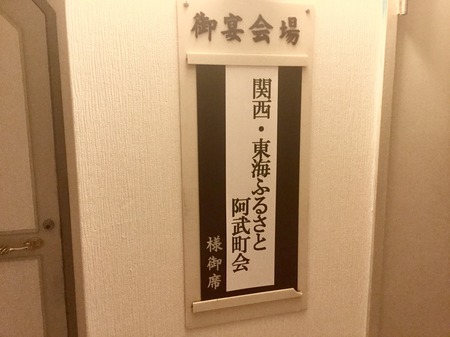 御宴会場
関西・東海ふるさと
阿武町会
様御席